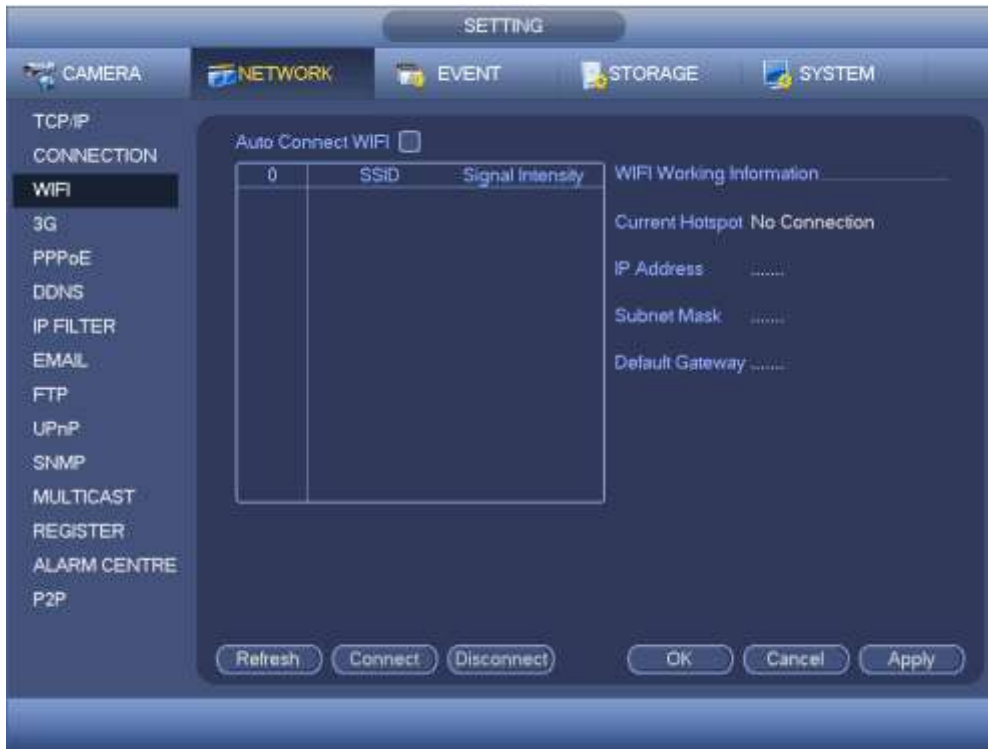 SETTING
CAMERA NETWORK EVENT STORAGE SYSTEM
TCP/IP
CONNECTION
WIFI
3G
PPPoE
DDNS
IP FILTER
EMAIL
FTP
UPnP
SNMP
MULTICAST
REGISTER
ALARM CENTRE
P2P
Auto Connect WIFI
0 SSID Signal Intensity
WIFI Working Information
Current Hotspot No Connection
IP Address .......
Subnet Mask .......
Default Gateway .......
Refresh Connect Disconnect OK Cancel Apply